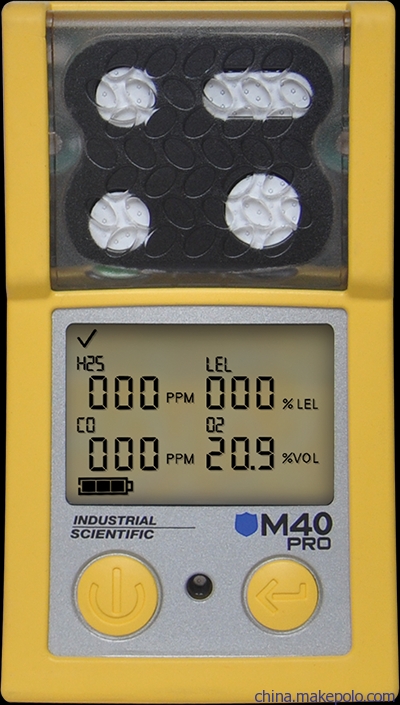 H2S LEL
000 PPM 000 % LEL
CO O2
000 PPM 20.9 %VOL
INDUSTRIAL SCIENTIFIC
M40 PRO
china.makepolo.com